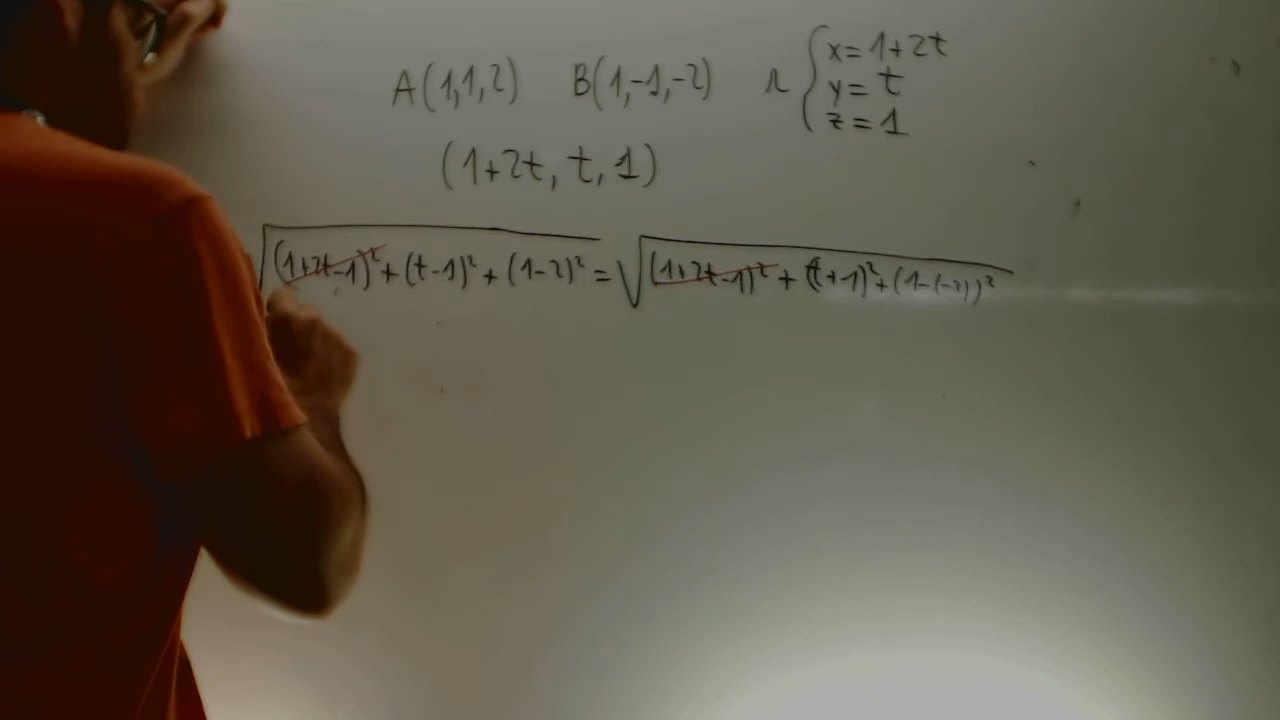 A(1,1,2) B(1,-1,-2) r { x=1+2t
y=t
z=1
(1+2t, t, 1)
√(1+2t-1)²+(t-1)²+(1-2)² = √(1+2t-1)²+(t+1)²+(1-(-2))²